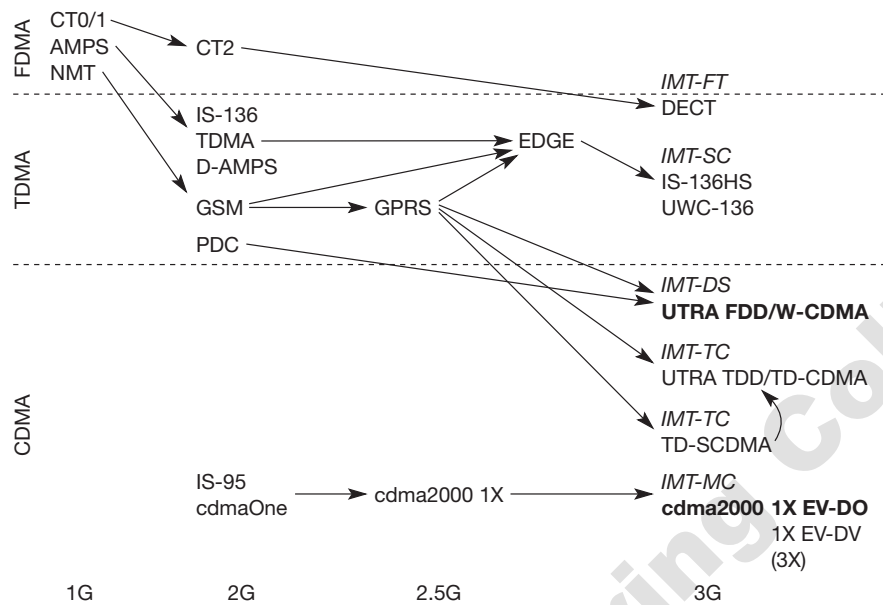 FDMA
CT0/1
AMPS
NMT
CT2
IMT-FT
DECT
TDMA
IS-136
TDMA
D-AMPS
GSM
PDC
GPRS
EDGE
IMT-SC
IS-136HS
UWC-136
CDMA
IMT-DS
UTRA FDD/W-CDMA
IMT-TC
UTRA TDD/TD-CDMA
IMT-TC
TD-SCDMA
IS-95
cdmaOne
cdma2000 1X
IMT-MC
cdma2000 1X EV-DO
1X EV-DV
(3X)
1G
2G
2.5G
3G
ring Col